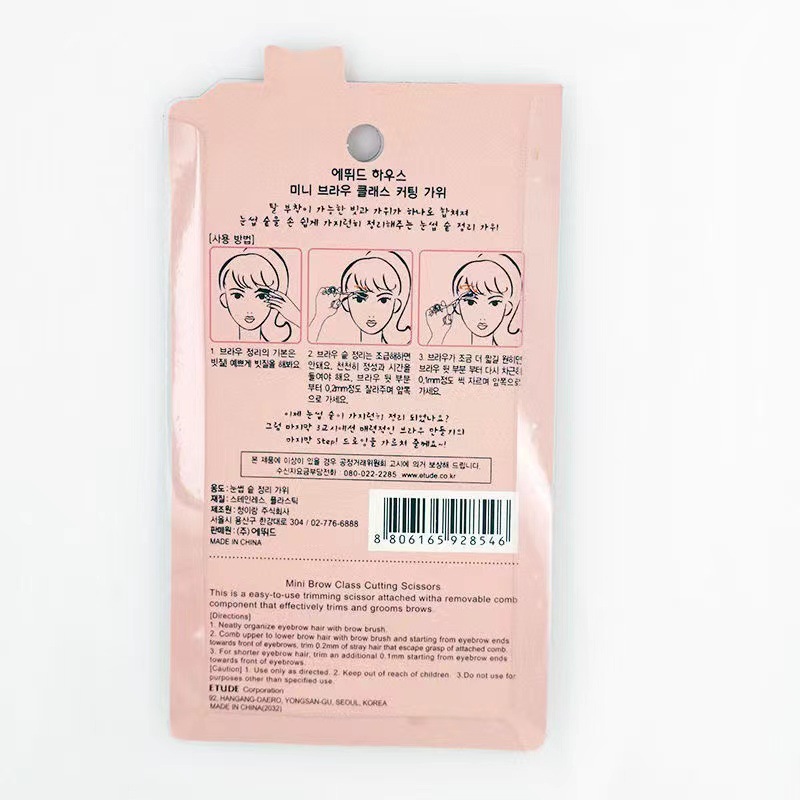 에뛰드 하우스
미니 브라우 클래스 커팅 가위
탈 부착이 가능한 빗과 가위가 하나로 합쳐져
눈썹 숱을 손 쉽게 가지런히 정리해주는 눈썹 숱 정리 가위
[사용 방법]
1. 브라우 정리의 기본은
빗질! 예쁘게 빗질을 해봐요
2. 브라우 숱 정리는 조급해하면
안돼요. 천천히 정성과 시간을
들여야 해요. 브라우 뒷 부분
부터 0.2mm정도 잘라주며 앞쪽
으로 가세요.
3. 브라우가 조금 더 짧길 원하면
브라우 뒷 부분 부터 다시 차근히
0.1mm정도 씩 자르며 앞쪽으로
가세요.
이제 눈썹 숱이 가지런히 정리 되었나요?
그럼 마지막 3교시에선 매력적인 브라우 만들기의
마지막 step! 드로잉을 가르쳐 줄께요~!
본 제품에 이상이 있을 경우 공정거래위원회 고시에 의거 보상해 드립니다.
수신자요금부담전화 : 080-022-2285 www.etude.co.kr
용도 : 눈썹 숱 정리 가위
재질 : 스테인레스, 플라스틱
제조원 : 청이랑 주식회사
서울시 용산구 한강대로 304 / 02-776-6888
판매원 : (주) 에뛰드
MADE IN CHINA
8 806165 928546
Mini Brow Class Cutting Scissors
This is a easy-to-use trimming scissor attached witha removable comb
component that effectively trims and grooms brows.
[Directions]
1. Neatly organize eyebrow hair with brow brush.
2. Comb upper to lower brow hair with brow brush and starting from eyebrow ends
towards front of eyebrows, trim 0.2mm of stray hair that escape grasp of attached comb.
3. For shorter eyebrow hair, trim an additional 0.1mm starting from eyebrow ends
towards front of eyebrows.
[Caution] 1. Use only as directed. 2. Keep out of reach of children. 3.Do not use for
purposes other than specified use.
ETUDE Corporation
92, HANGANG-DAERO, YONGSAN-GU, SEOUL, KOREA
MADE IN CHINA(2032)